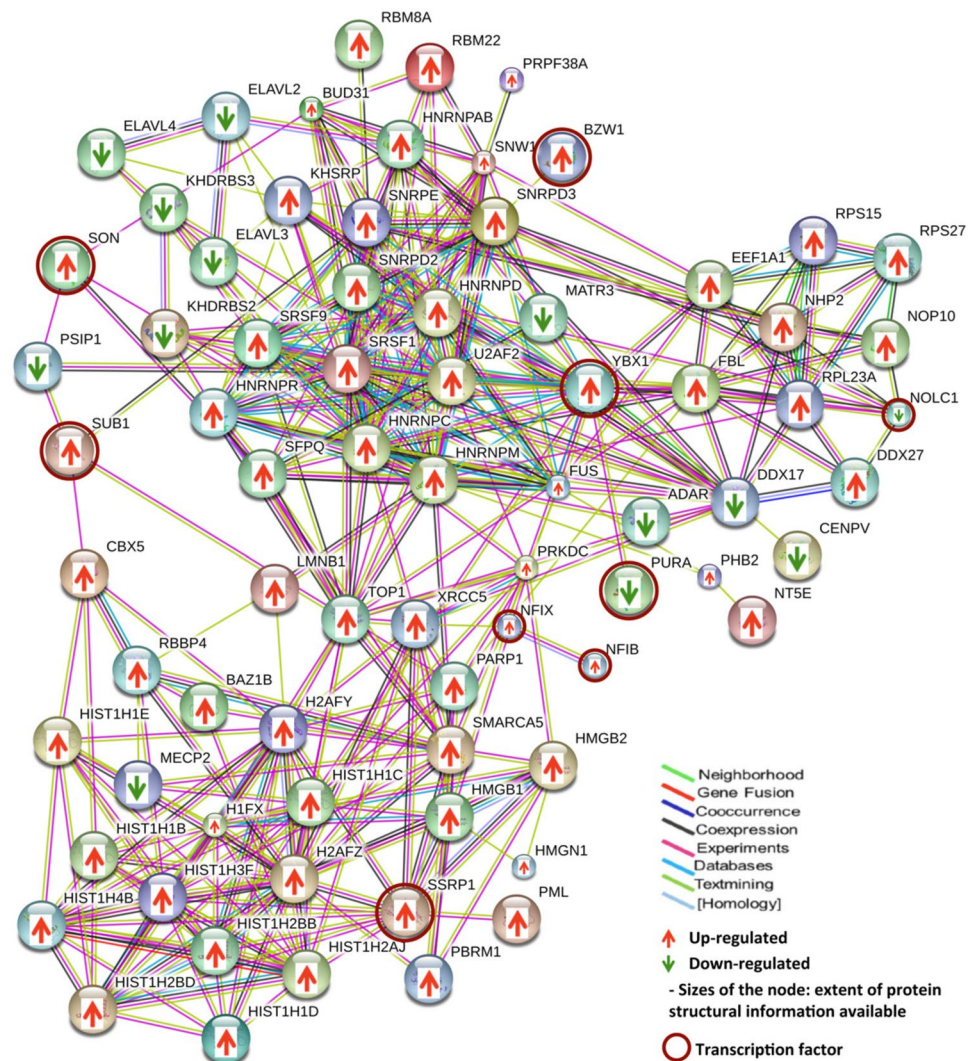 RBM8A
RBM22
PRPF38A
ELAVL2
BUD31
ELAVL4
HNRNPAB
SNW1
BZW1
KHDRBS3
KHSRP
SNRPE
SNRPD3
RPS15
RPS27
SON
ELAVL3
SNRPD2
EEF1A1
NHP2
KHDRBS2
SRSF9
HNRNPD
MATR3
NOP10
PSIP1
SRSF1
U2AF2
YBX1
FBL
RPL23A
NOLC1
HNRNPR
SUB1
HNRNPC
SFPQ
HNRNPM
FUS
ADAR
DDX17
DDX27
CENPV
CBX5
LMNB1
TOP1
XRCC5
PRKDC
PURA
PHB2
NT5E
NFIX
NFIB
RBBP4
BAZ1B
PARP1
HIST1H1E
H2AFY
SMARCA5
HMGB2
MECP2
HIST1H1C
HMGB1
H1FX
HIST1H1B
H2AFZ
HMGN1
HIST1H3F
SSRP1
PML
HIST1H4B
HIST1H2BB
HIST1H2AJ
PBRM1
HIST1H2BD
HIST1H1D
Neighborhood
Gene Fusion
Cooccurrence
Coexpression
Experiments
Databases
Textmining
[Homology]
Up-regulated
Down-regulated
- Sizes of the node: extent of protein
structural information available
Transcription factor